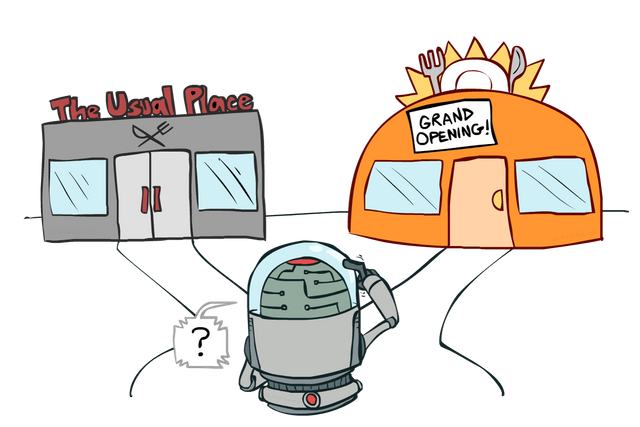 The Usual Place
GRAND
OPENING!
?